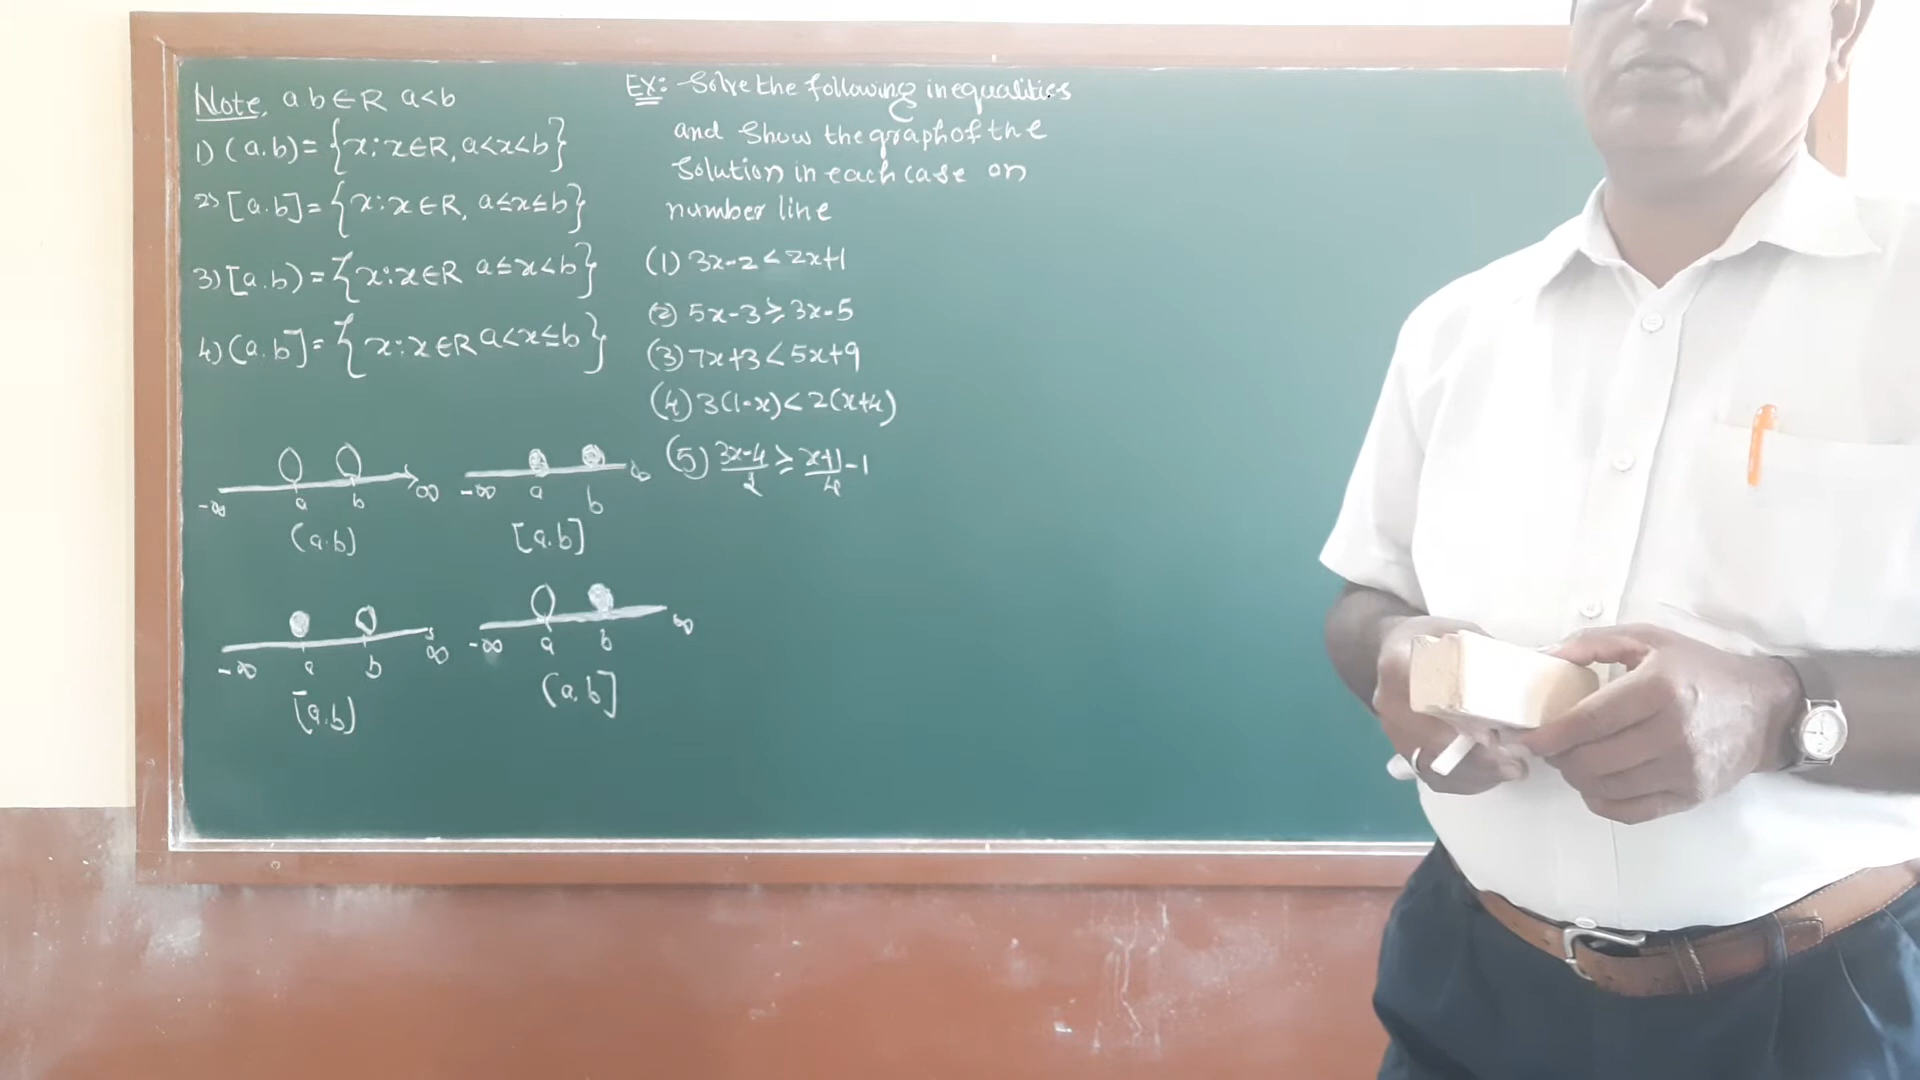 Note, a b ∈ R a<b
1) (a.b) = {x : x∈R, a<x<b}
2) [a.b] = {x : x∈R, a≤x≤b}
3) [a.b) = {x : x∈R a≤x<b}
4) (a.b] = {x : x∈R a<x≤b}
-∞ a b ∞
(a.b)
-∞ a b ∞
[a.b]
-∞ a b ∞
[a.b)
-∞ a b ∞
(a.b]
EX:- Solve the following inequalities
and Show the graph of the
Solution in each case on
number line
(1) 3x-2 < 2x+1
(2) 5x-3 ≥ 3x-5
(3) 7x+3 < 5x+9
(4) 3(1-x) < 2(x+4)
(5) (3x-4)/2 ≥ (x+1)/4 - 1